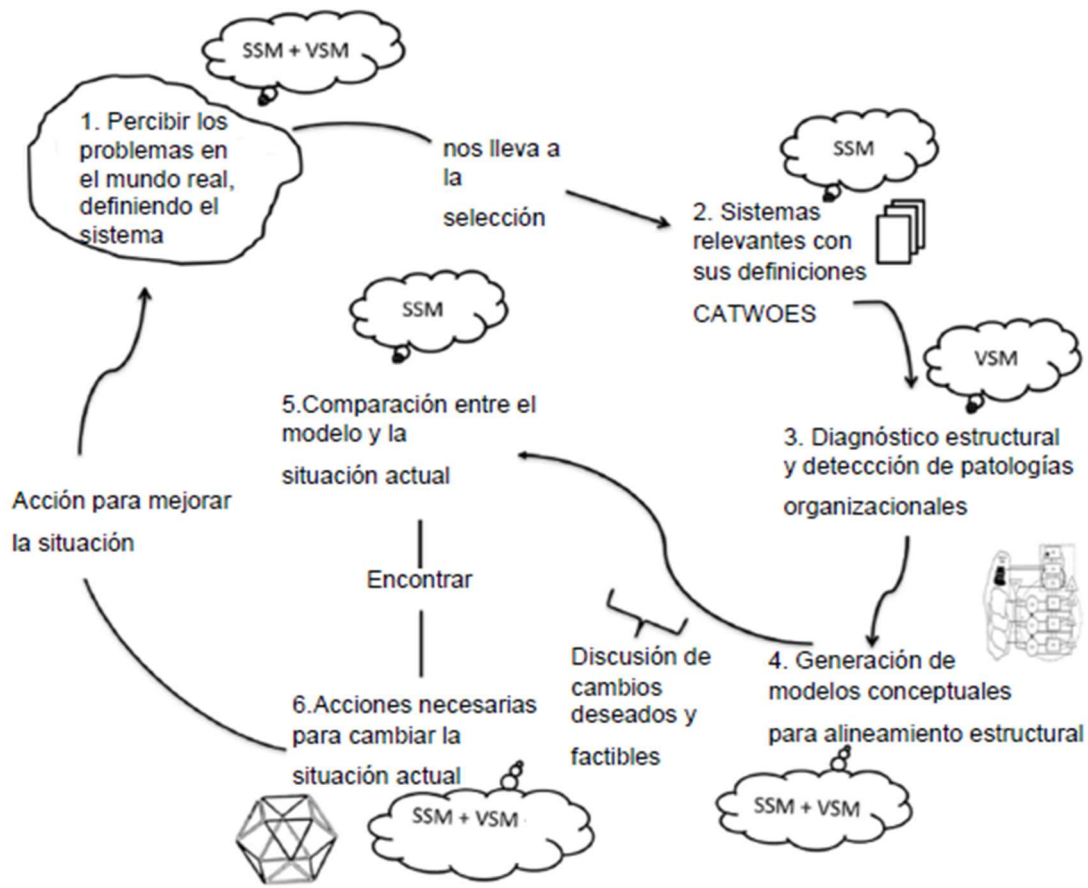 SSM + VSM
1. Percibir los
problemas en
el mundo real,
definiendo el
sistema
nos lleva a
la
selección
SSM
2. Sistemas
relevantes con
sus definiciones
CATWOES
VSM
3. Diagnóstico estructural
y deteccción de patologías
organizacionales
4. Generación de
modelos conceptuales
para alineamiento estructural
SSM + VSM
Discusión de
cambios
deseados y
factibles
SSM
5.Comparación entre el
modelo y la
situación actual
Encontrar
6.Acciones necesarias
para cambiar la
situación actual
SSM + VSM
Acción para mejorar
la situación